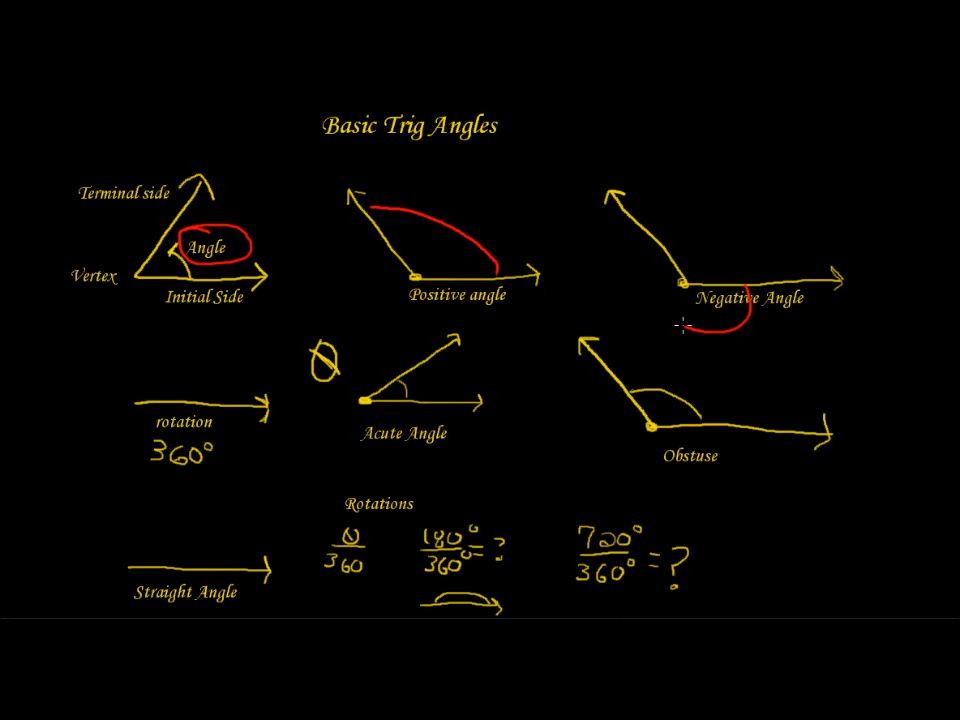 Basic Trig Angles
Terminal side
Angle
Vertex
Initial Side
Positive angle
Negative Angle
θ
rotation
360°
Acute Angle
Obstuse
Rotations
θ/360
180°/360° = ?
720°/360° = ?
Straight Angle